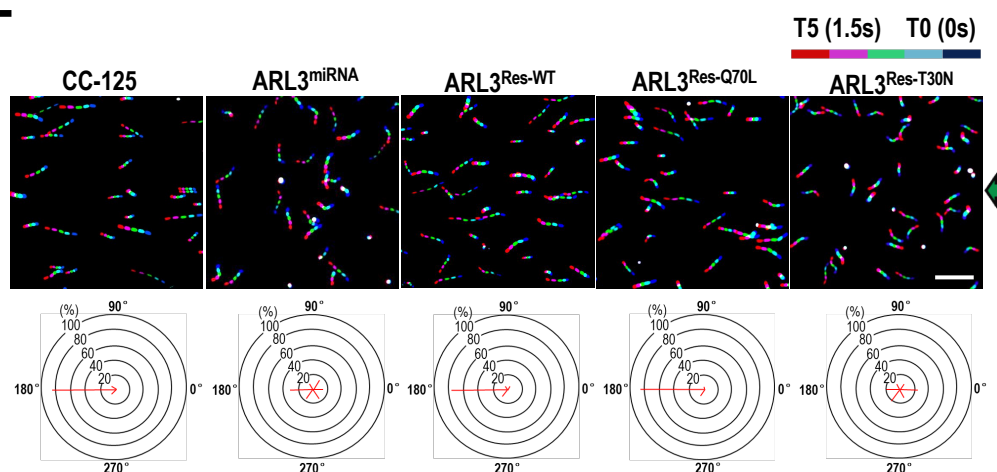 T5 (1.5s) T0 (0s)
CC-125 ARL3miRNA ARL3Res-WT ARL3Res-Q70L ARL3Res-T30N
(%) 90° (%) 90° (%) 90° (%) 90° (%) 90°
100 100 100 100 100
80 80 80 80 80
60 60 60 60 60
40 40 40 40 40
20 20 20 20 20
180° 0° 180° 0° 180° 0° 180° 0° 180° 0°
270° 270° 270° 270° 270°